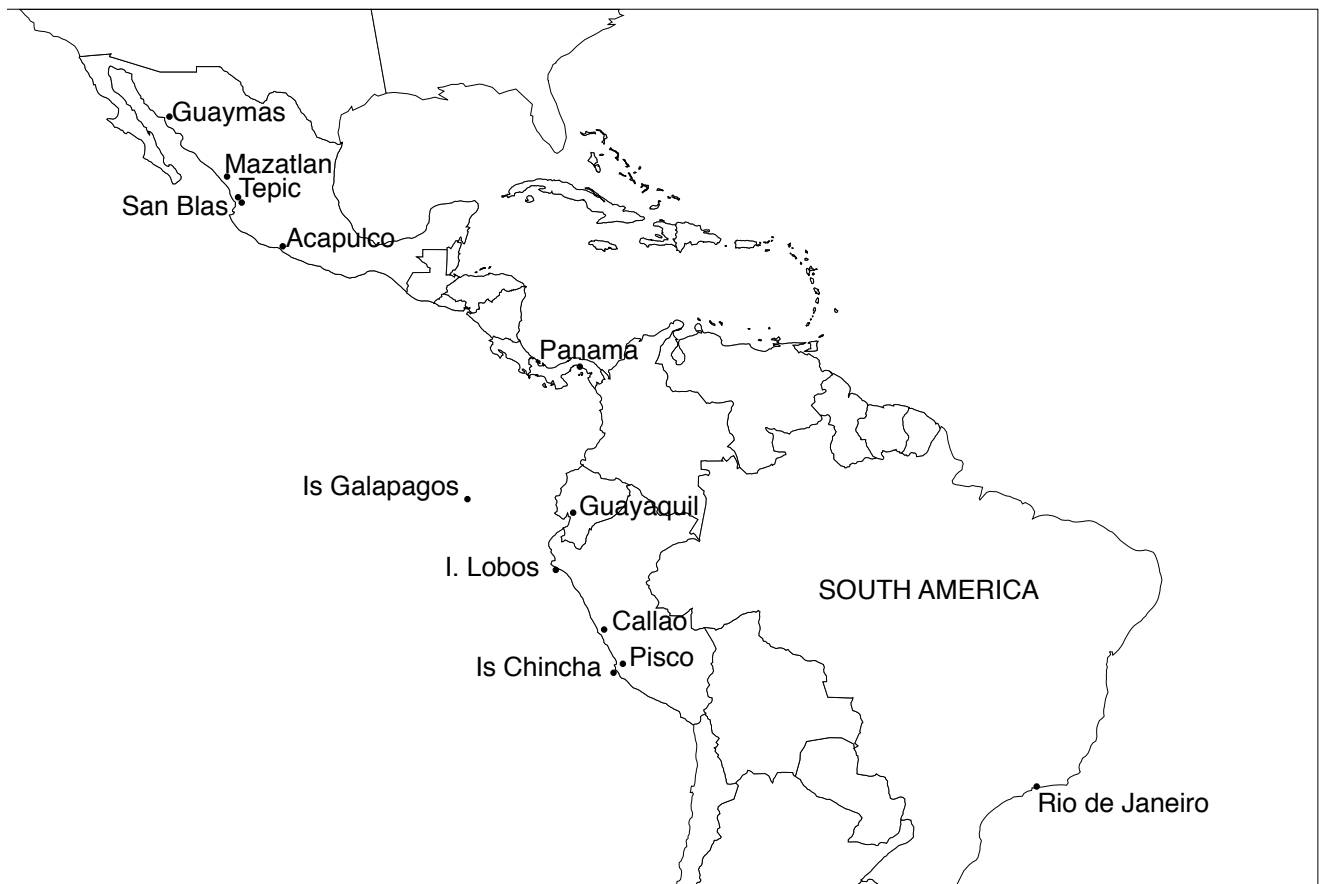 Guaymas
Mazatlan
Tepic
San Blas
Acapulco
Panama
Is Galapagos
Guayaquil
I. Lobos
SOUTH AMERICA
Callao
Pisco
Is Chincha
Rio de Janeiro